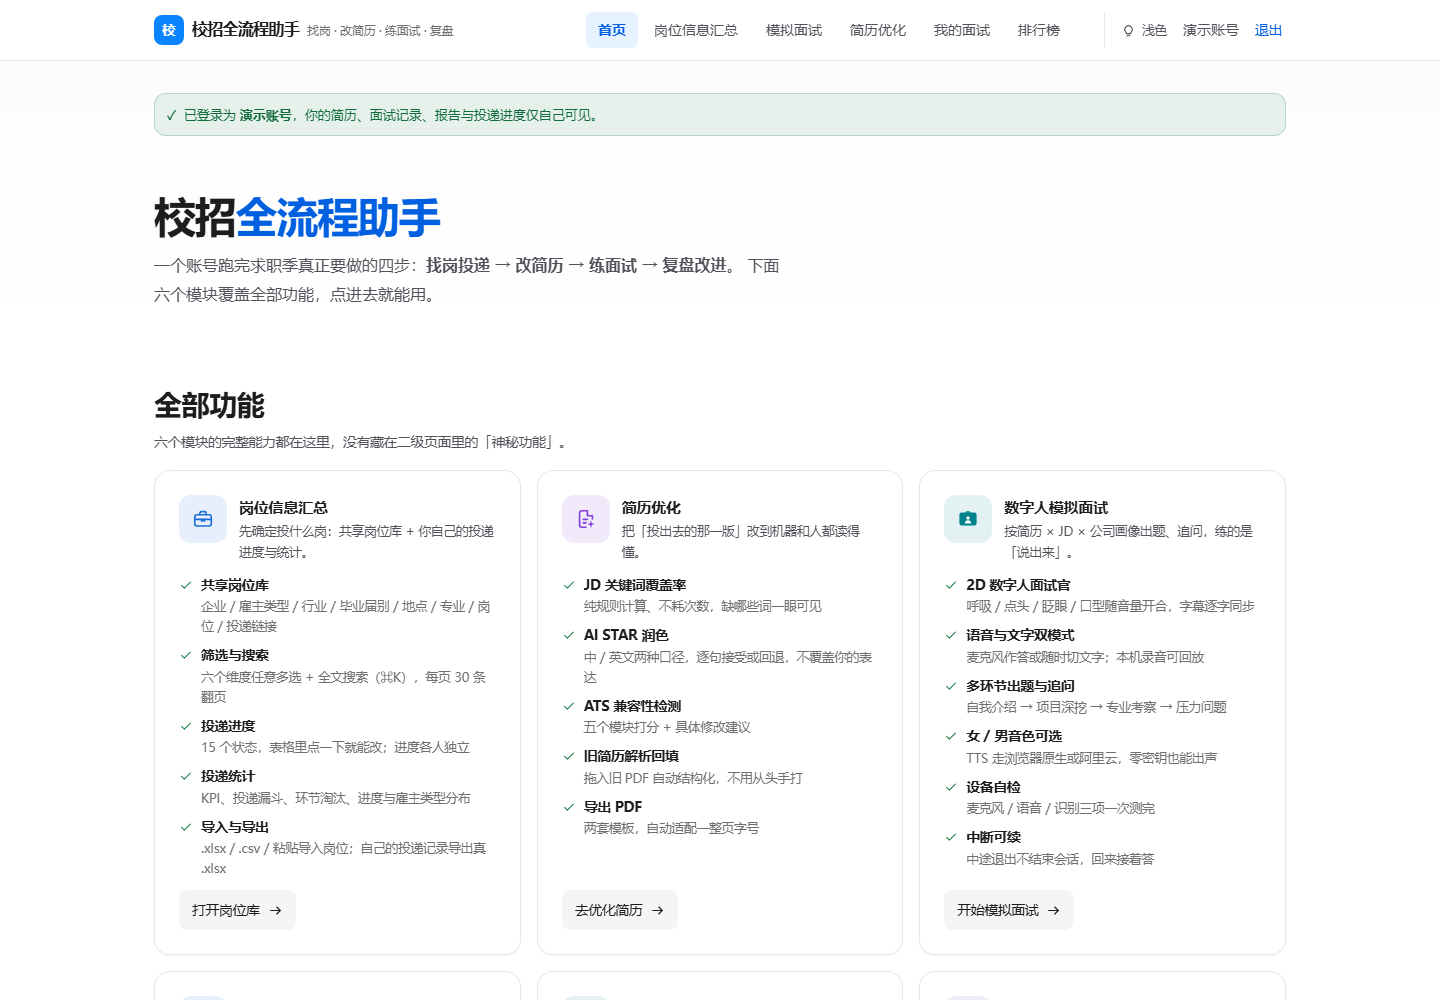 校 校招全流程助手 找岗 · 改简历 · 练面试 · 复盘 首页 岗位信息汇总 模拟面试 简历优化 我的面试 排行榜 浅色 演示账号 退出
✓ 已登录为 演示账号，你的简历、面试记录、报告与投递进度仅自己可见。
校招全流程助手
一个账号跑完求职季真正要做的四步：找岗投递 → 改简历 → 练面试 → 复盘改进。 下面
六个模块覆盖全部功能，点进去就能用。
全部功能
六个模块的完整能力都在这里，没有藏在二级页面里的「神秘功能」。
岗位信息汇总
先确定投什么岗：共享岗位库 + 你自己的投递
进度与统计。
共享岗位库
企业 / 雇主类型 / 行业 / 毕业届别 / 地点 / 专业 / 岗
位 / 投递链接
筛选与搜索
六个维度任意多选 + 全文搜索（⌘K），每页 30 条
翻页
投递进度
15 个状态，表格里点一下就能改；进度各人独立
投递统计
KPI、投递漏斗、环节淘汰、进度与雇主类型分布
导入与导出
.xlsx / .csv / 粘贴导入岗位；自己的投递记录导出真
.xlsx
打开岗位库 →
简历优化
把「投出去的那一版」改到机器和人都读得
懂。
JD 关键词覆盖率
纯规则计算、不耗次数，缺哪些词一眼可见
AI STAR 润色
中 / 英文两种口径，逐句接受或回退，不覆盖你的表
达
ATS 兼容性检测
五个模块打分 + 具体修改建议
旧简历解析回填
拖入旧 PDF 自动结构化，不用从头手打
导出 PDF
两套模板，自动适配一整页字号
去优化简历 →
数字人模拟面试
按简历 × JD × 公司画像出题、追问，练的是
「说出来」。
2D 数字人面试官
呼吸 / 点头 / 眨眼 / 口型随音量开合，字幕逐字同步
语音与文字双模式
麦克风作答或随时切文字；本机录音可回放
多环节出题与追问
自我介绍 → 项目深挖 → 专业考察 → 压力问题
女 / 男音色可选
TTS 走浏览器原生或阿里云，零密钥也能出声
设备自检
麦克风 / 语音 / 识别三项一次测完
中断可续
中途退出不结束会话，回来接着答
开始模拟面试 →